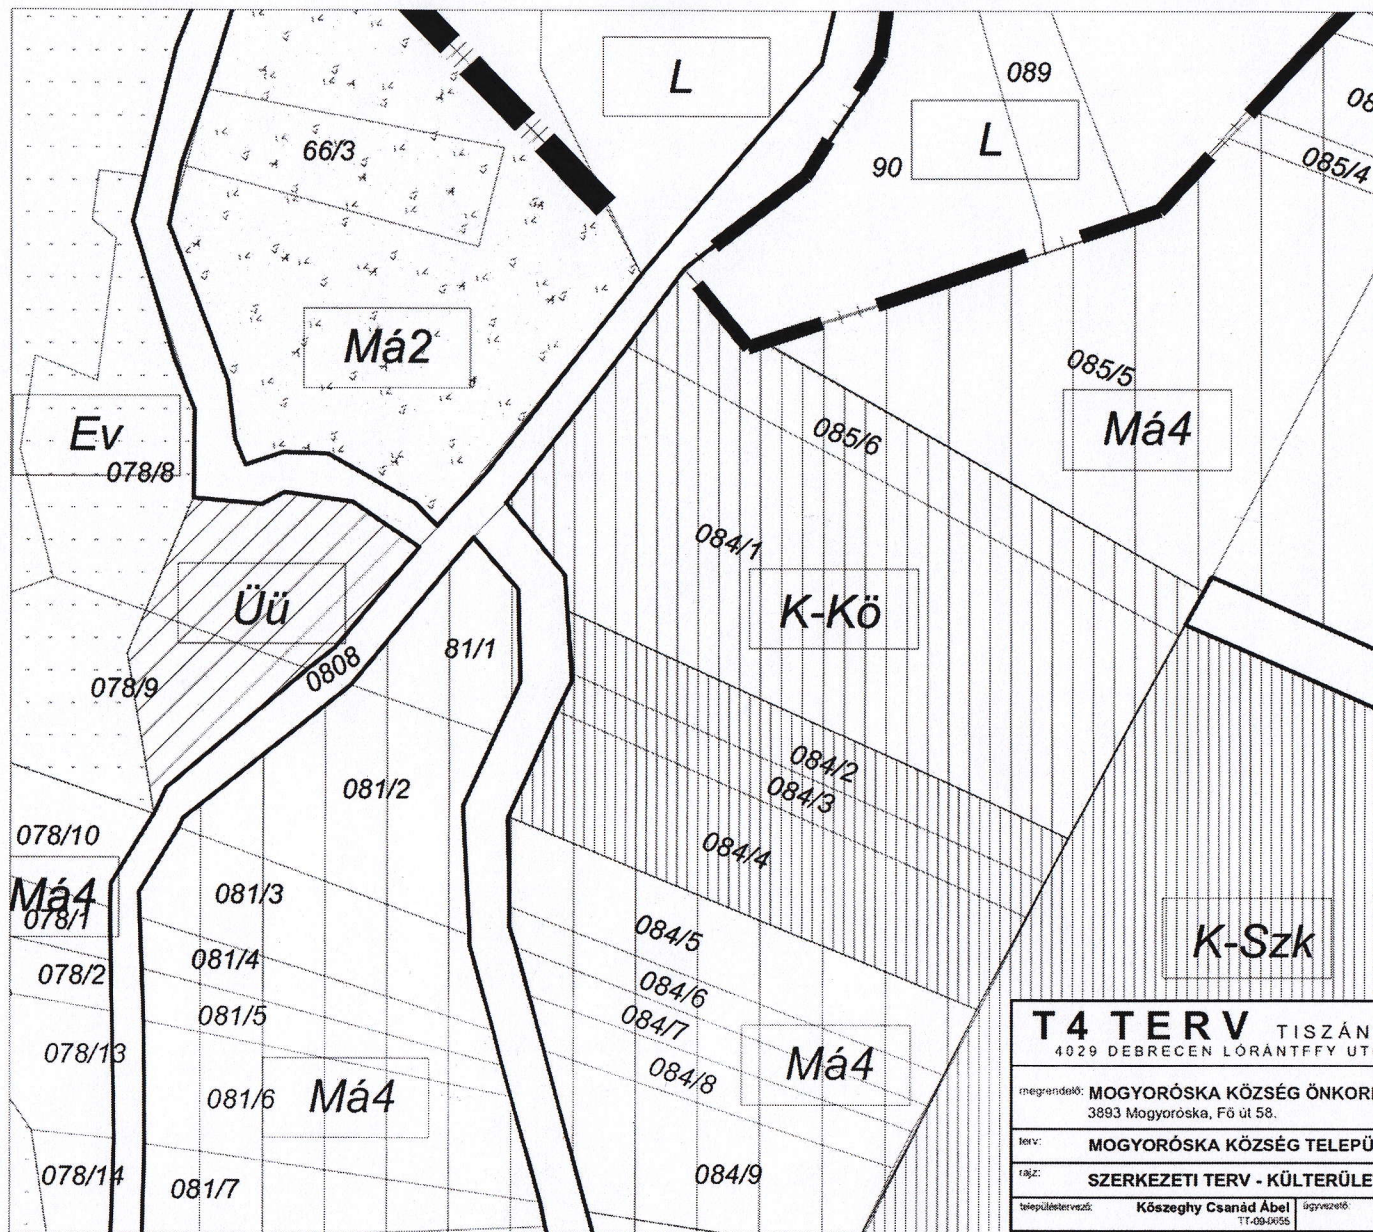 L
089
66/3
L
90
085/4
Má2
085/5
Ev
078/8
085/6
Má4
084/1
Üü
K-Kö
81/1
0808
078/9
084/2
081/2
084/3
078/10
084/4
Má4
081/3
078/1
084/5
K-Szk
081/4
078/2
084/6
081/5
084/7
078/13
Má4
084/8
081/6
Má4
078/14
081/7
084/9
T4 TERV TISZÁN
4029 DEBRECEN LÓRÁNTFFY UT
megrendelő: MOGYORÓSKA KÖZSÉG ÖNKOR
3893 Mogyoróska, Fő út 58.
terv: MOGYORÓSKA KÖZSÉG TELEPÜ
rajz: SZERKEZETI TERV - KÜLTERÜLE
településtervező: Kőszeghy Csanád Ábel ügyvezető:
TT-09-0655